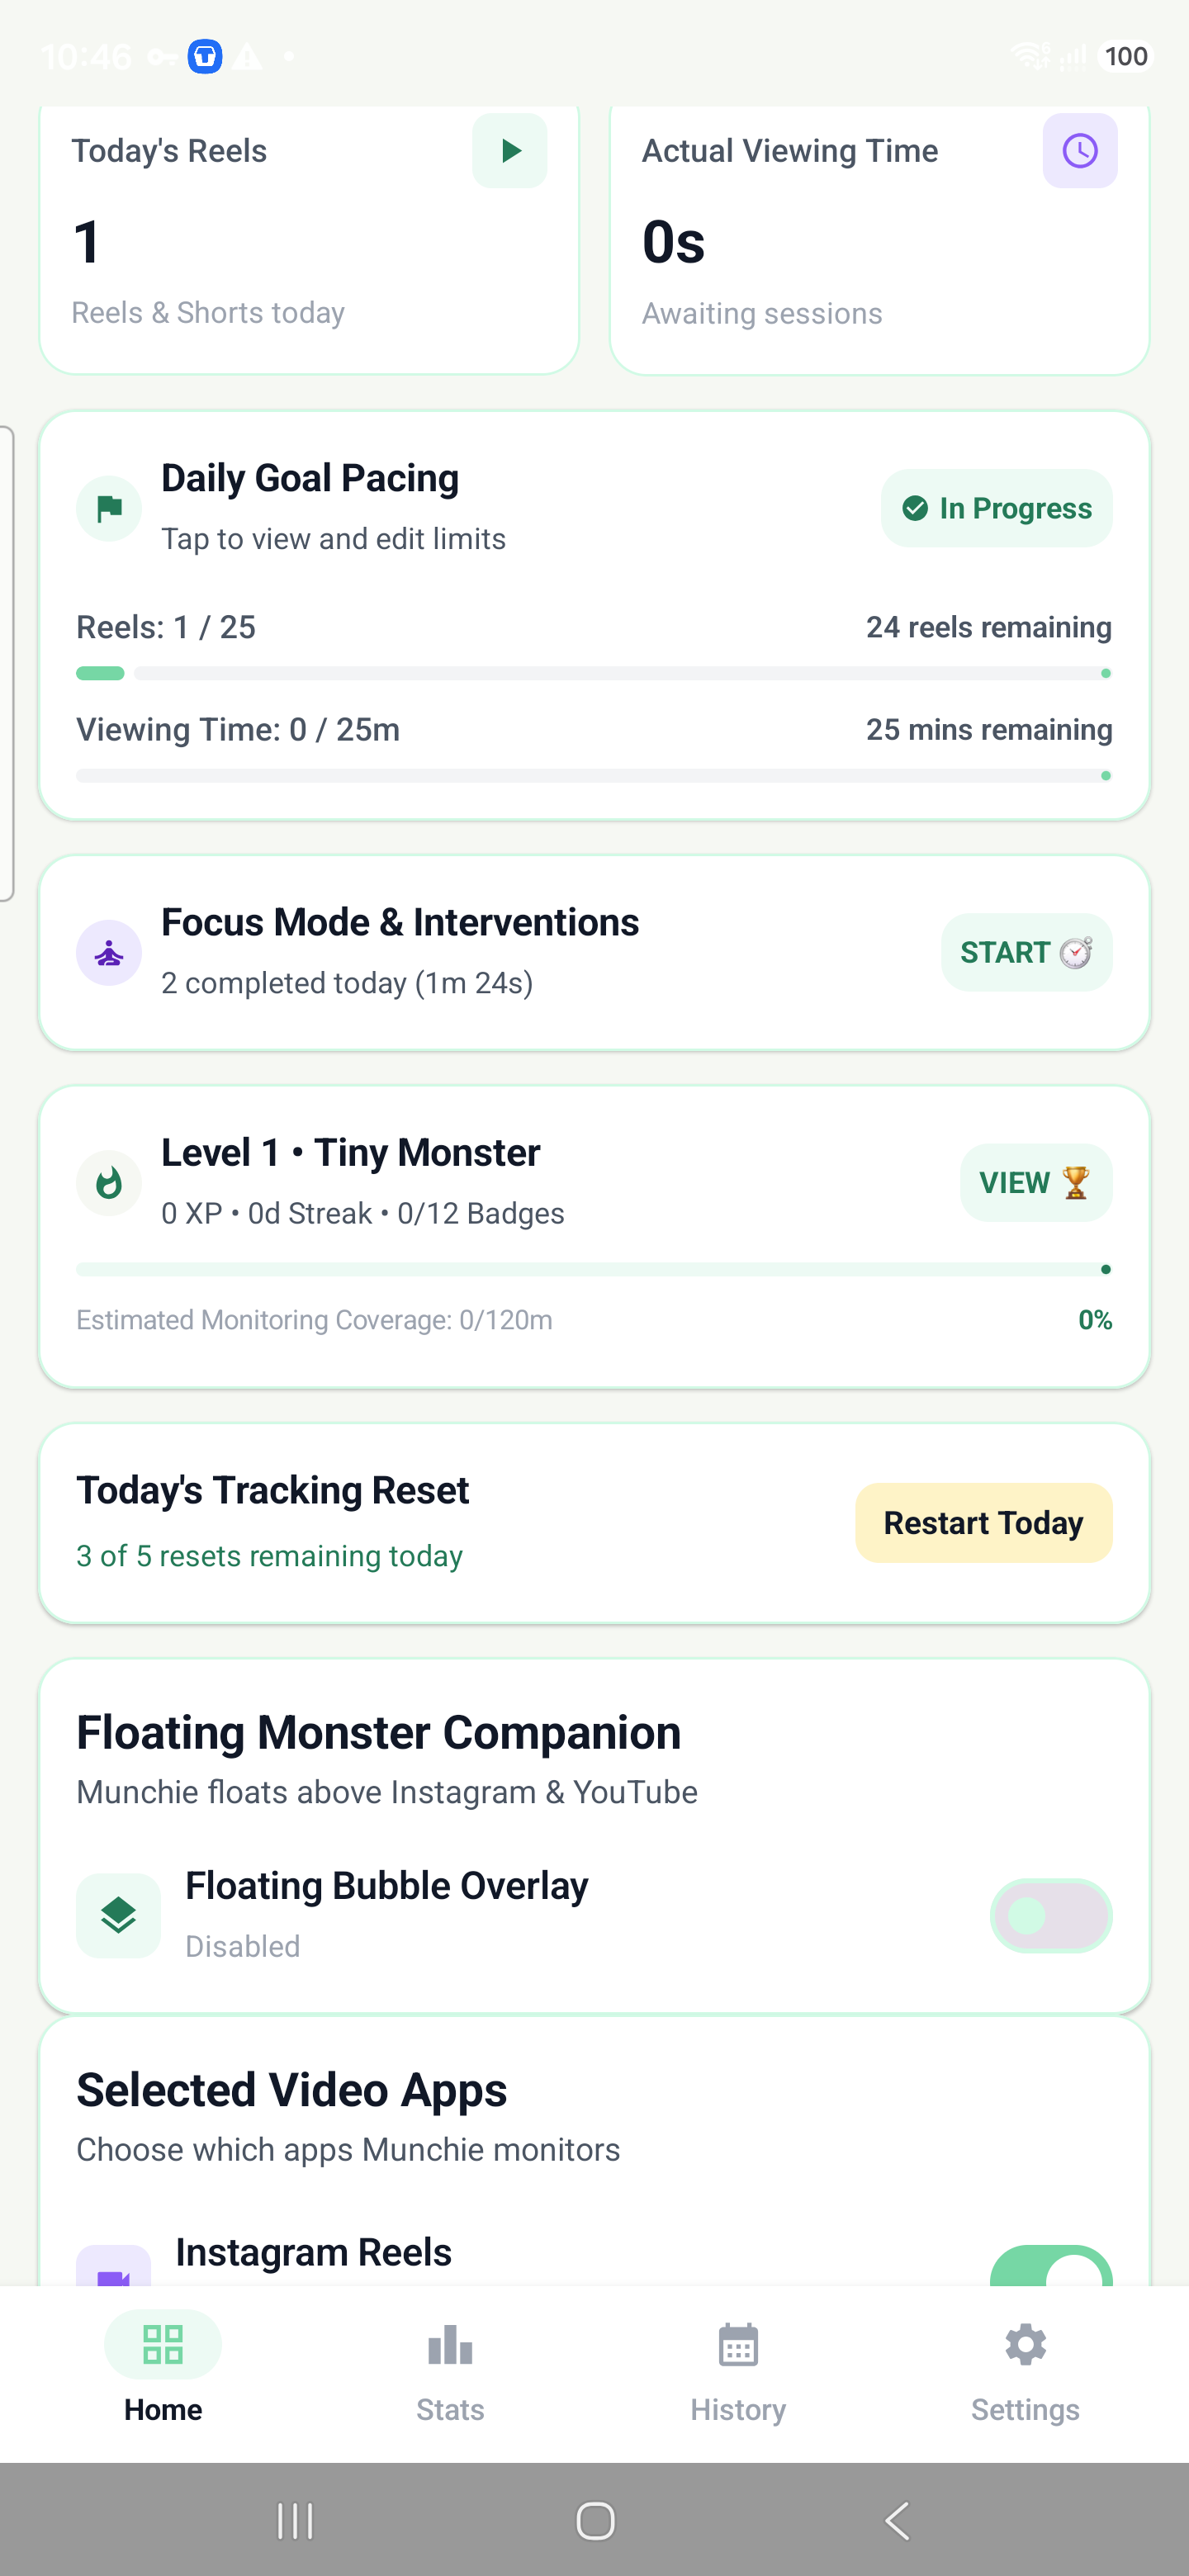 10:46
100
Today's Reels
1
Reels & Shorts today
Actual Viewing Time
0s
Awaiting sessions
Daily Goal Pacing
Tap to view and edit limits
In Progress
Reels: 1 / 25
24 reels remaining
Viewing Time: 0 / 25m
25 mins remaining
Focus Mode & Interventions
2 completed today (1m 24s)
START
Level 1 • Tiny Monster
0 XP • 0d Streak • 0/12 Badges
VIEW
Estimated Monitoring Coverage: 0/120m
0%
Today's Tracking Reset
3 of 5 resets remaining today
Restart Today
Floating Monster Companion
Munchie floats above Instagram & YouTube
Floating Bubble Overlay
Disabled
Selected Video Apps
Choose which apps Munchie monitors
Instagram Reels
Home
Stats
History
Settings